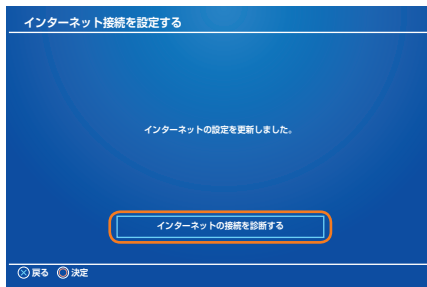 インターネット接続を設定する
インターネットの設定を更新しました。
インターネットの接続を診断する
戻る 決定